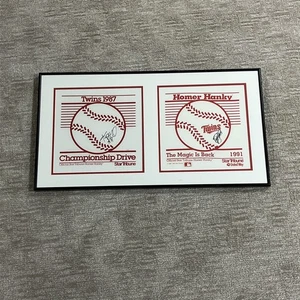 Twins 1987
Championship Drive
Star Tribune
Homer Hanky
Twins
The Magic Is Back
1991
Star Tribune